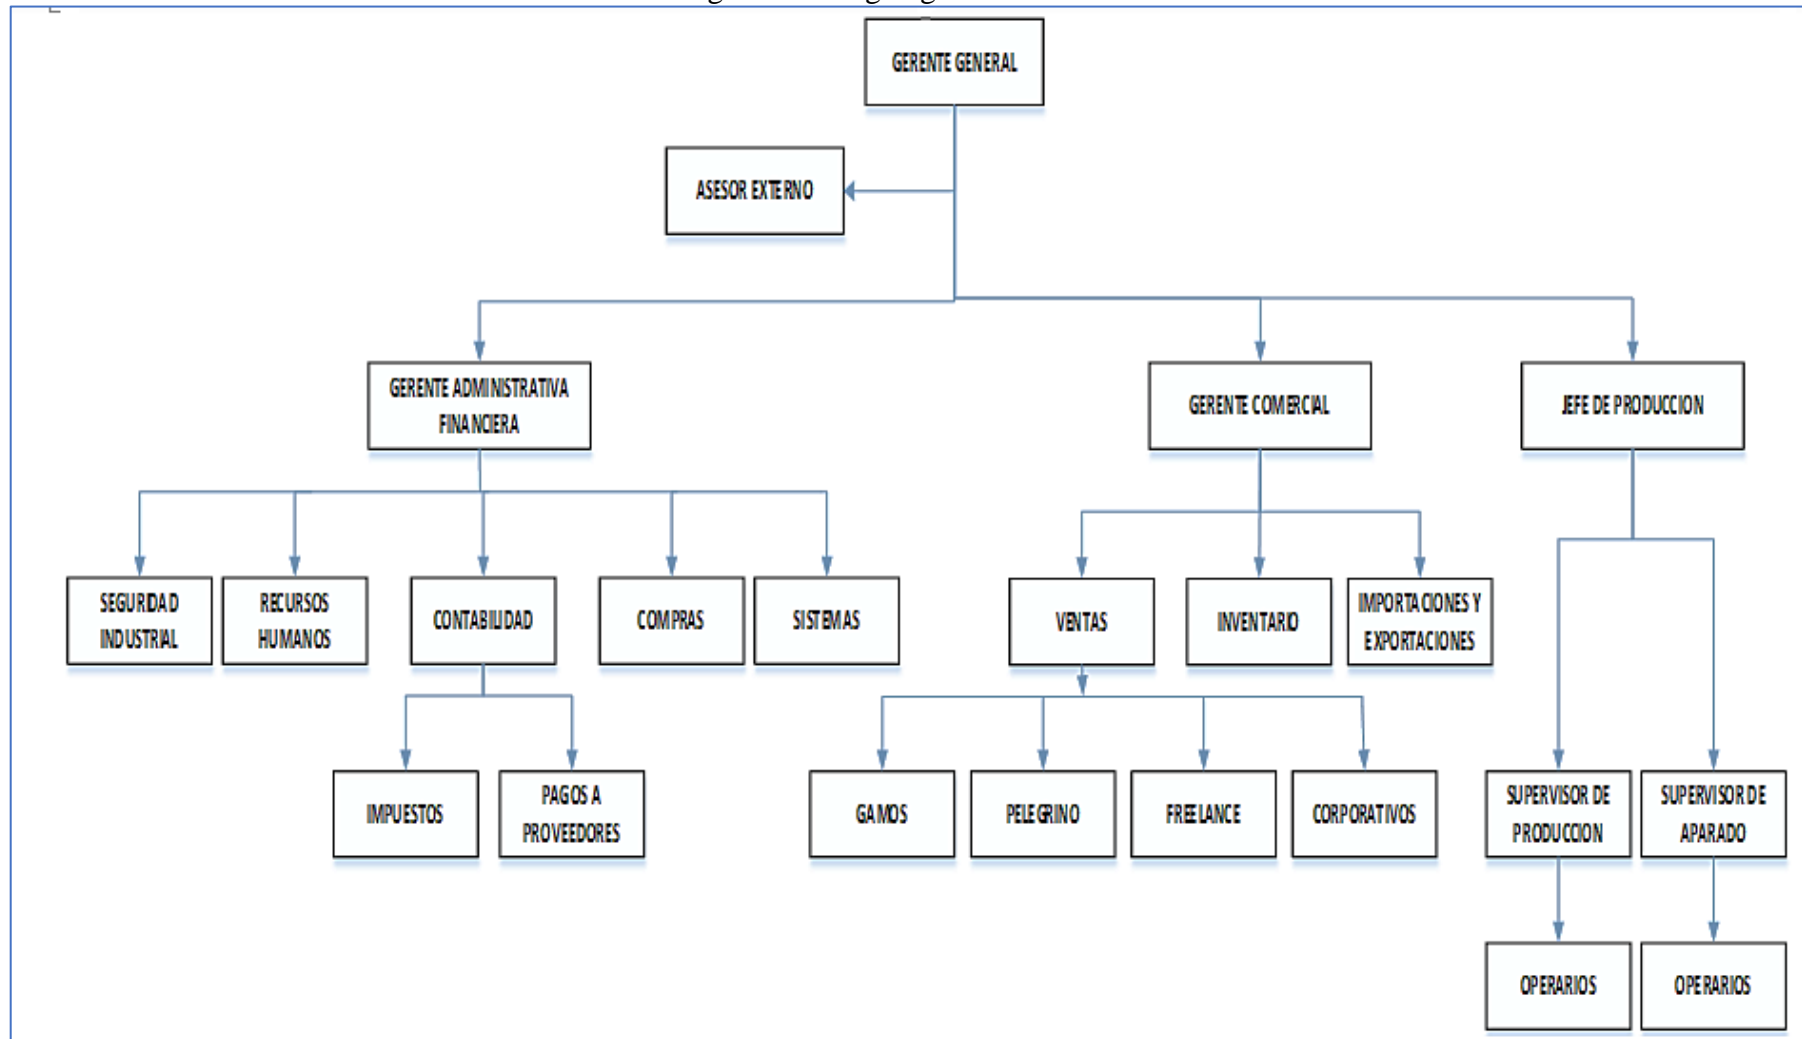 GERENTE GENERAL
ASESOR EXTERNO
GERENTE ADMINISTRATIVA
FINANCIERA
GERENTE COMERCIAL
JEFE DE PRODUCCION
SEGURIDAD
INDUSTRIAL
RECURSOS
HUMANOS
CONTABILIDAD
COMPRAS
SISTEMAS
VENTAS
INVENTARIO
IMPORTACIONES Y
EXPORTACIONES
IMPUESTOS
PAGOS A
PROVEEDORES
GAMOS
PELEGRINO
FREELANCE
CORPORATIVOS
SUPERVISOR DE
PRODUCCION
SUPERVISOR DE
APARADO
OPERARIOS
OPERARIOS